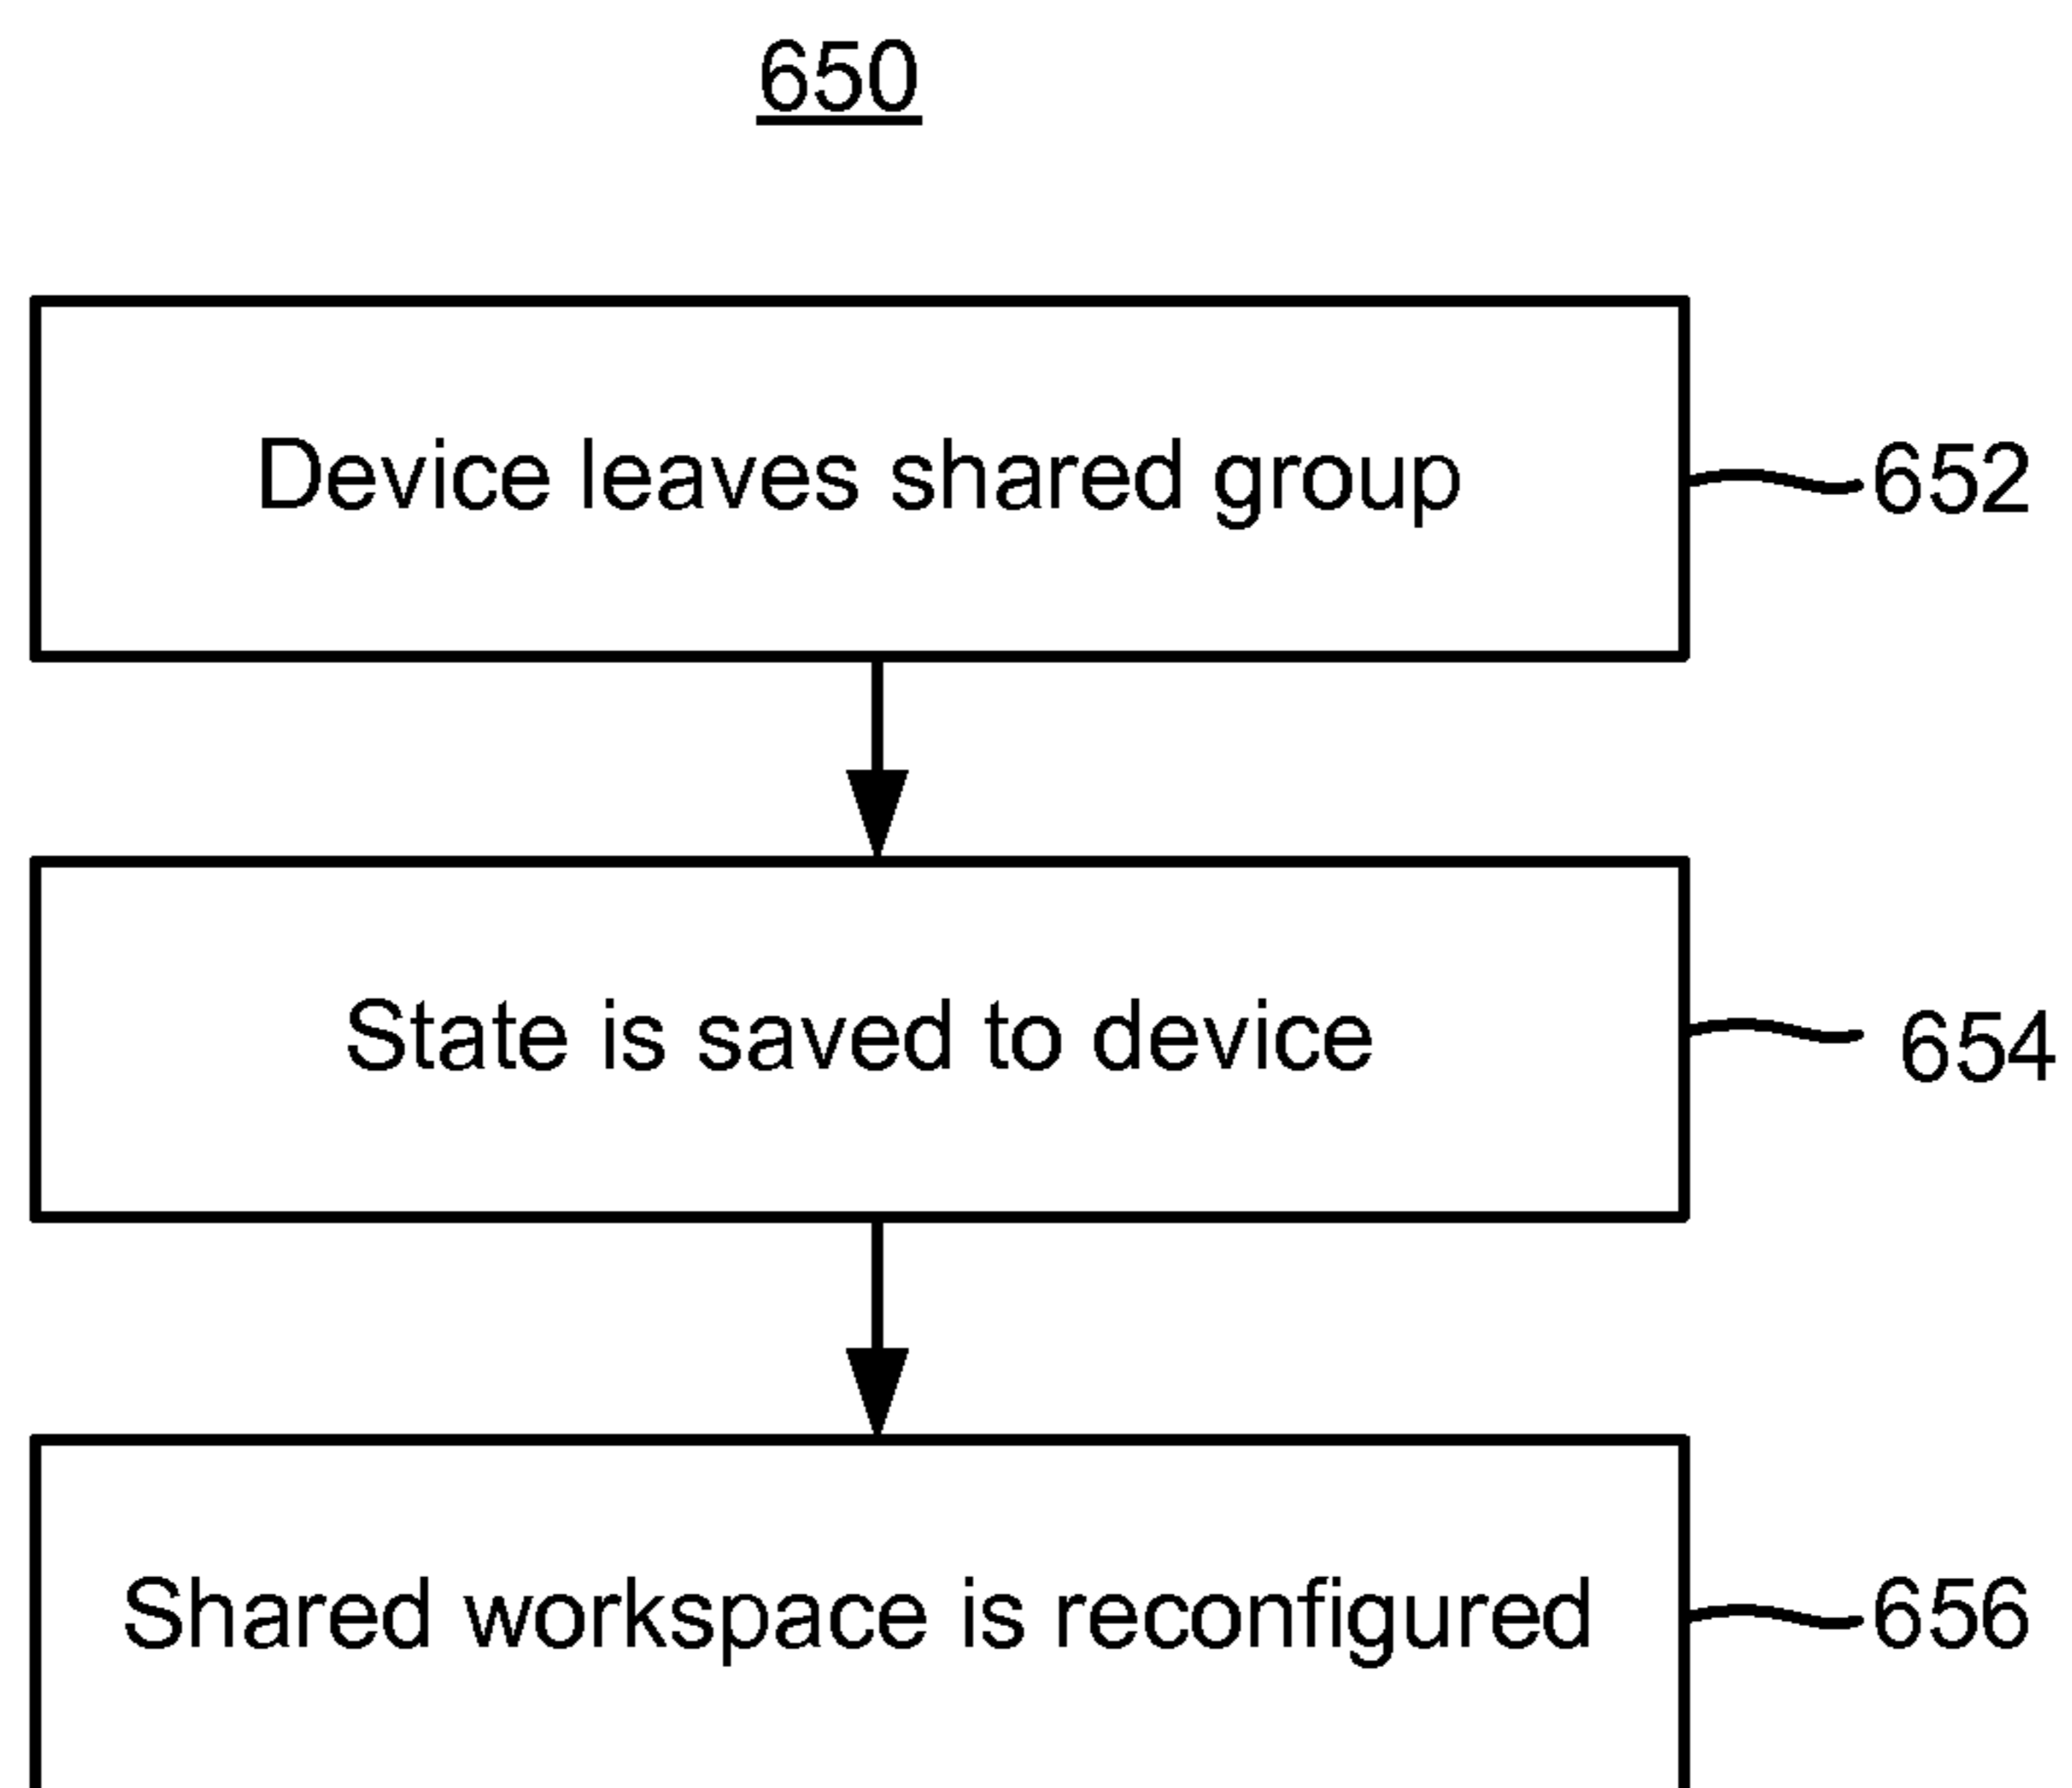 650
Device leaves shared group
652
State is saved to device
654
Shared workspace is reconfigured
656